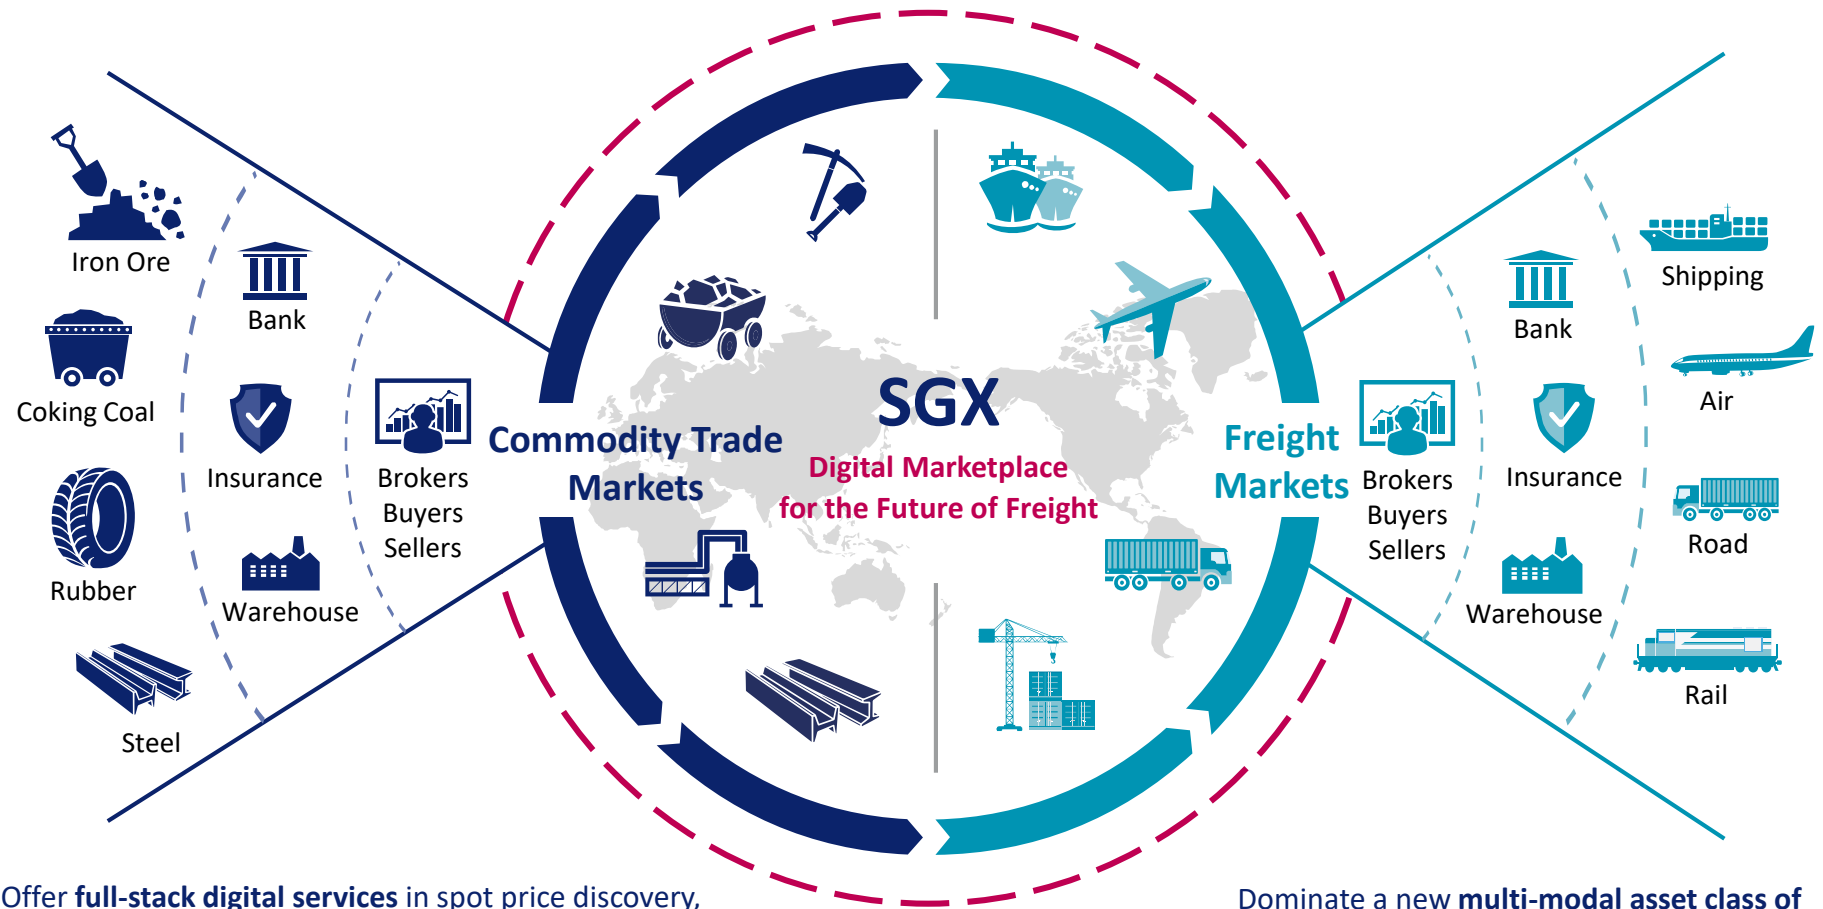 Iron Ore
Coking Coal
Rubber
Steel
Bank
Insurance
Warehouse
Brokers
Buyers
Sellers
Commodity Trade
Markets
SGX
Digital Marketplace
for the Future of Freight
Freight
Markets
Brokers
Buyers
Sellers
Bank
Insurance
Warehouse
Shipping
Air
Road
Rail
Offer full-stack digital services in spot price discovery,
Dominate a new multi-modal asset class of